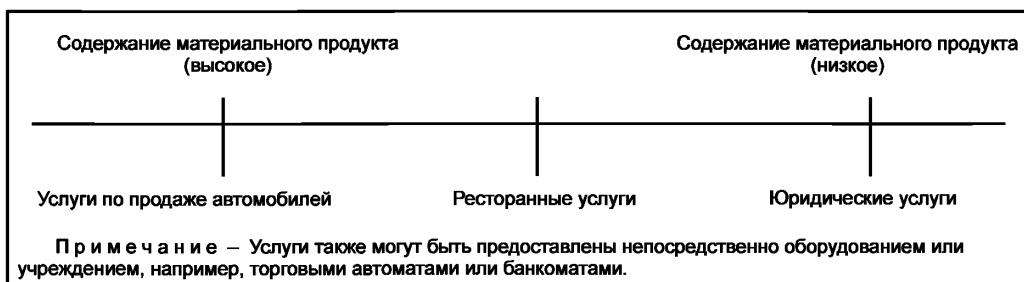 Содержание материального продукта
(высокое)
Содержание материального продукта
(низкое)
Услуги по продаже автомобилей
Ресторанные услуги
Юридические услуги
П р и м е ч а н и е – Услуги также могут быть предоставлены непосредственно оборудованием или
учреждением, например, торговыми автоматами или банкоматами.